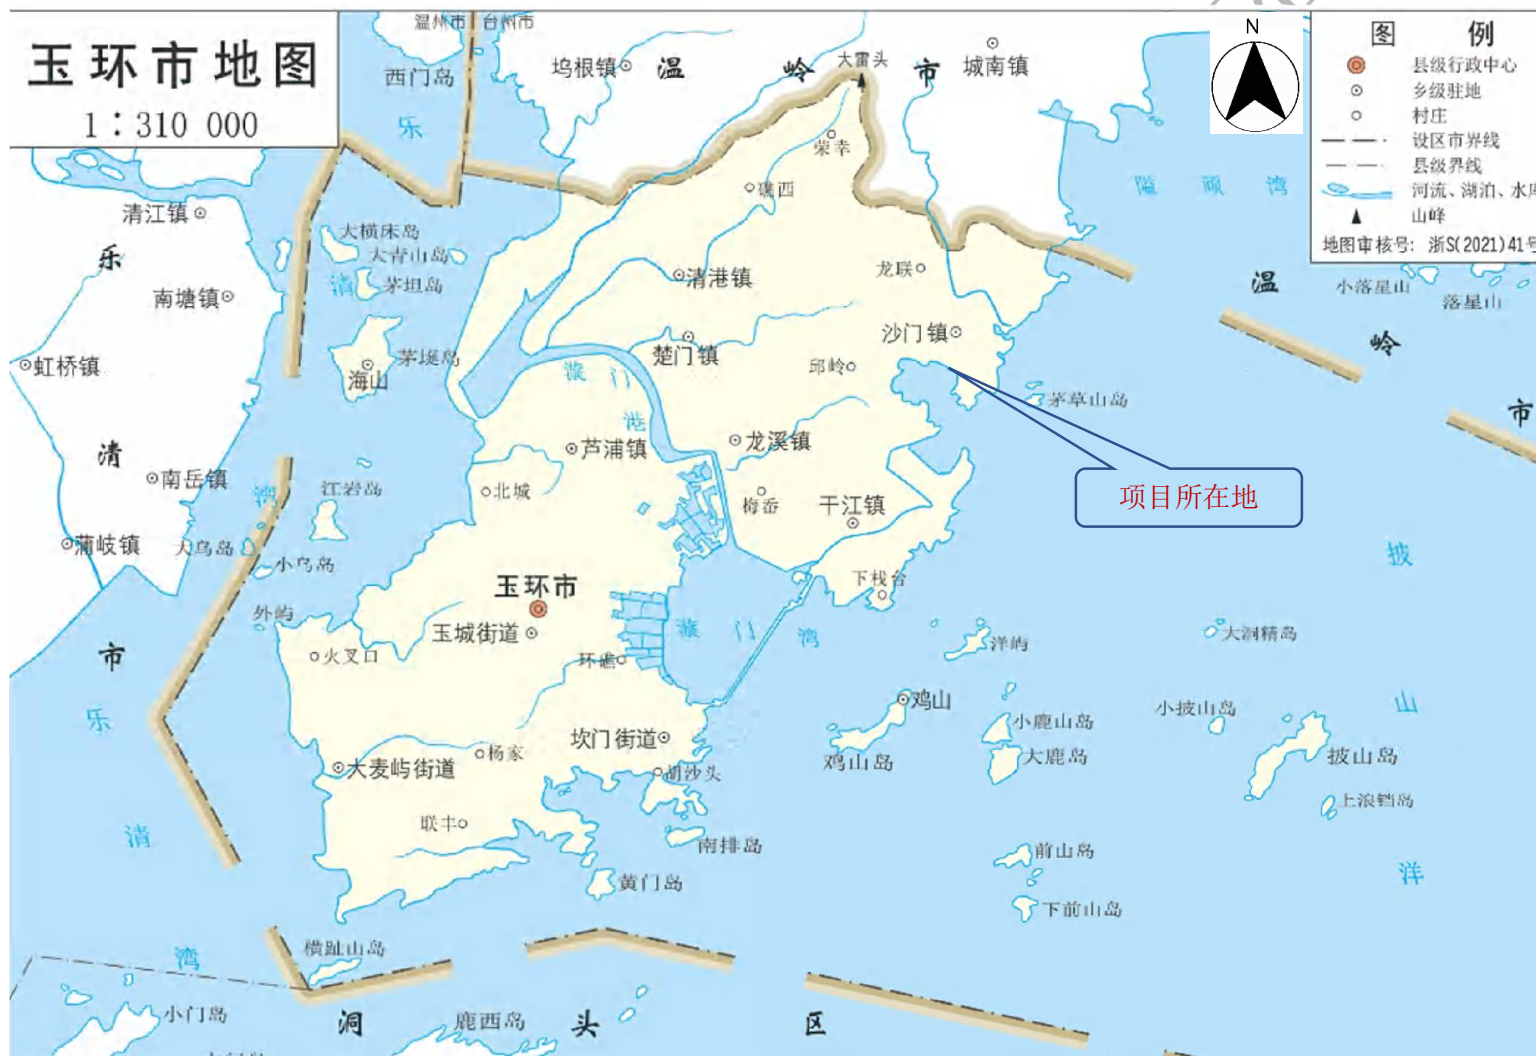 玉环市地图
1：310 000
温州市 台州市
西门岛
乐
坞根镇
温
岭
市
大雷头
城南镇
N
图 例
县级行政中心
乡级驻地
村庄
设区市界线
县级界线
河流、湖泊、水库
山峰
地图审核号：浙S(2021)41号
荣幸
礁西
隘 顽 湾
清江镇
乐
大横床岛
大青山岛
清
茅坦岛
南塘镇
清港镇
龙联
温
小落星山
落星山
虹桥镇
茅埏岛
海山
楚门镇
沙门镇
邱岭
岭
漩 门
港
茅草山岛
市
清
南岳镇
芦浦镇
龙溪镇
湾
江岩岛
北城
梅岙
干江镇
项目所在地
蒲岐镇
大乌岛
小乌岛
披
外屿
玉环市
下栈台
玉城街道
漩 门 湾
洋屿
大洞精岛
市
火叉口
环礁
乐
鸡山
小披山岛
山
小鹿山岛
坎门街道
鸡山岛
大鹿岛
披山岛
大麦屿街道
杨家
胡沙头
上浪铛岛
清
联丰
南排岛
前山岛
洋
黄门岛
下前山岛
湾
横趾山岛
小门岛
洞
鹿西岛
头
区